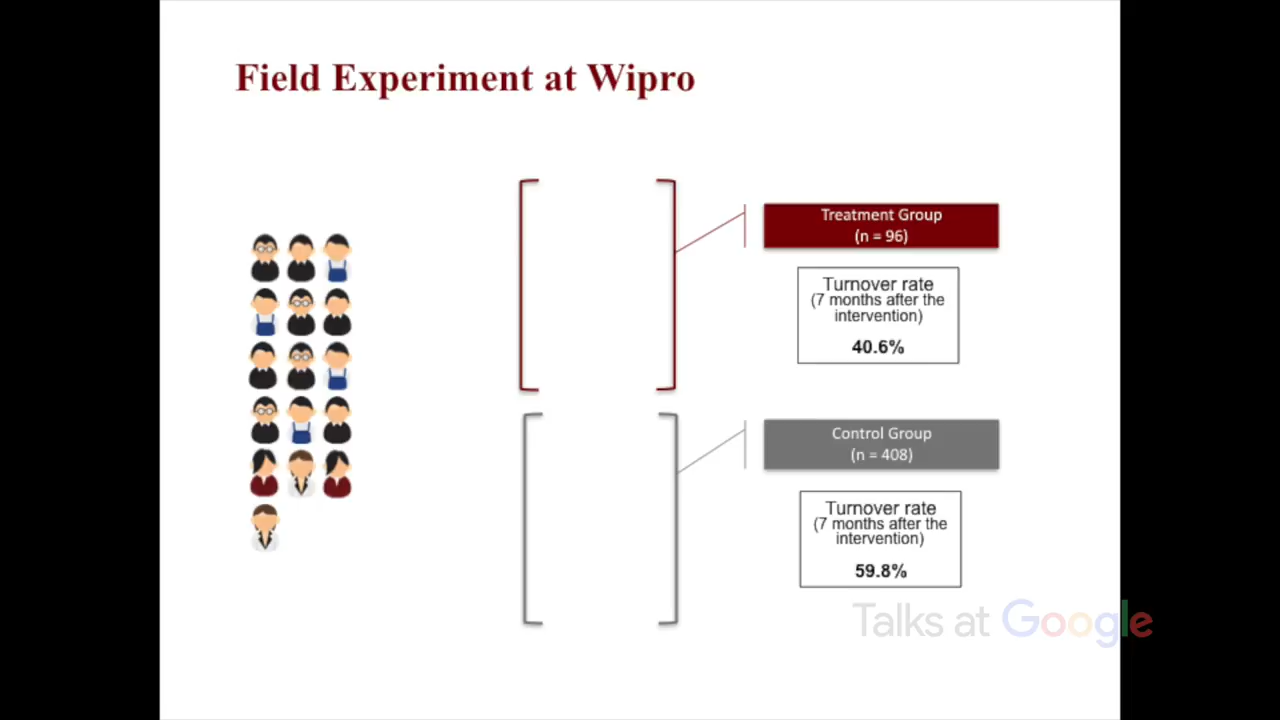 Field Experiment at Wipro
Treatment Group
(n = 96)
Turnover rate
(7 months after the
intervention)
40.6%
Control Group
(n = 408)
Turnover rate
(7 months after the
intervention)
59.8%
Talks at Google